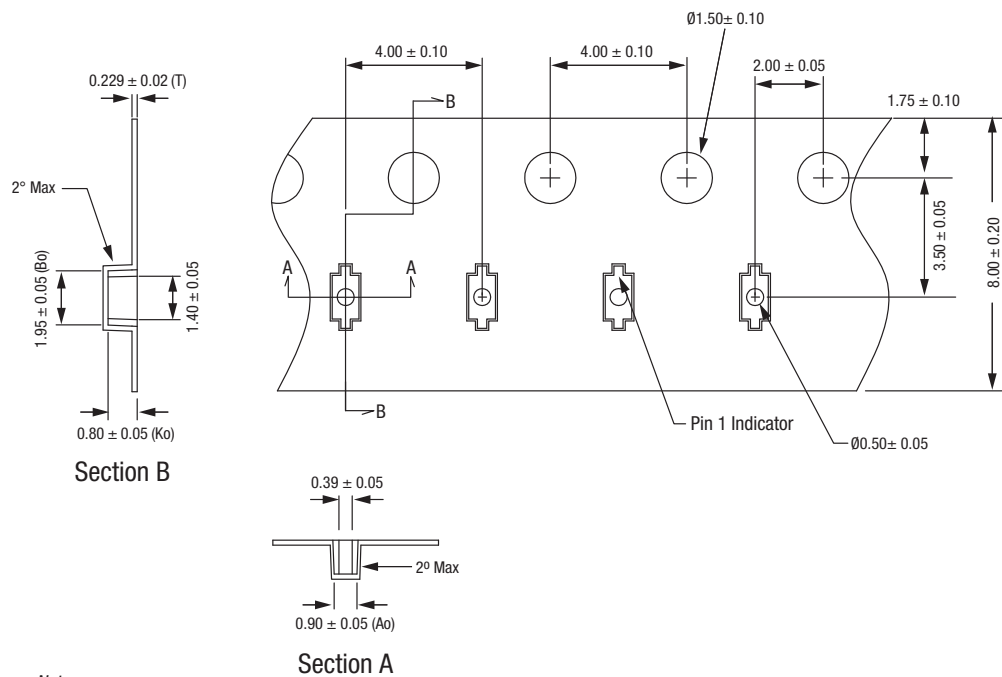 Ø1.50± 0.10
4.00 ± 0.10
4.00 ± 0.10
2.00 ± 0.05
0.229 ± 0.02 (T)
1.75 ± 0.10
B
2° Max
3.50 ± 0.05
8.00 ± 0.20
A
A
1.95 ± 0.05 (Bo)
1.40 ± 0.05
B
Pin 1 Indicator
0.80 ± 0.05 (Ko)
Ø0.50± 0.05
Section B
0.39 ± 0.05
2º Max
0.90 ± 0.05 (Ao)
Section A